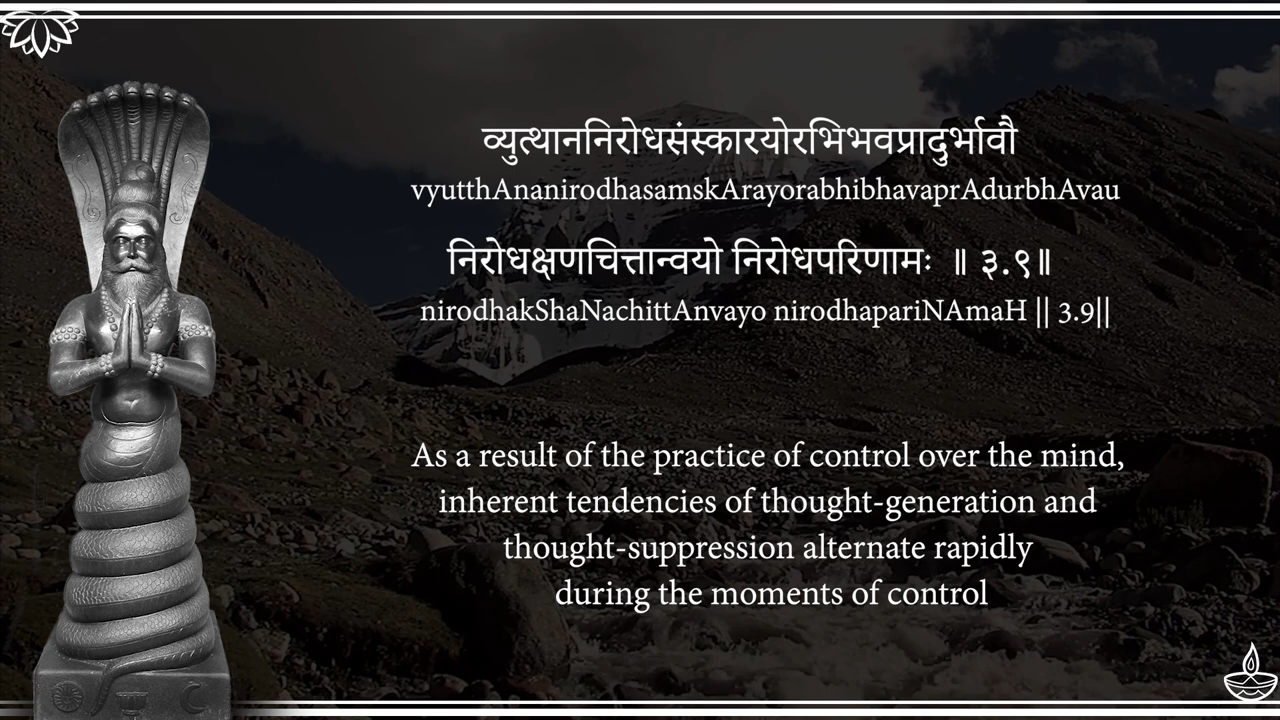 व्युत्थाननिरोधसंस्कारयोरभिभवप्रादुर्भावौ
vyutthAnanirodhasamskArayorabhibhavaprAdurbhAvau
निरोधक्षणचित्तान्वयो निरोधपरिणामः ॥ ३.९॥
nirodhakShaNachittAnvayo nirodhapariNAmaH || 3.9||
As a result of the practice of control over the mind,
inherent tendencies of thought-generation and
thought-suppression alternate rapidly
during the moments of control